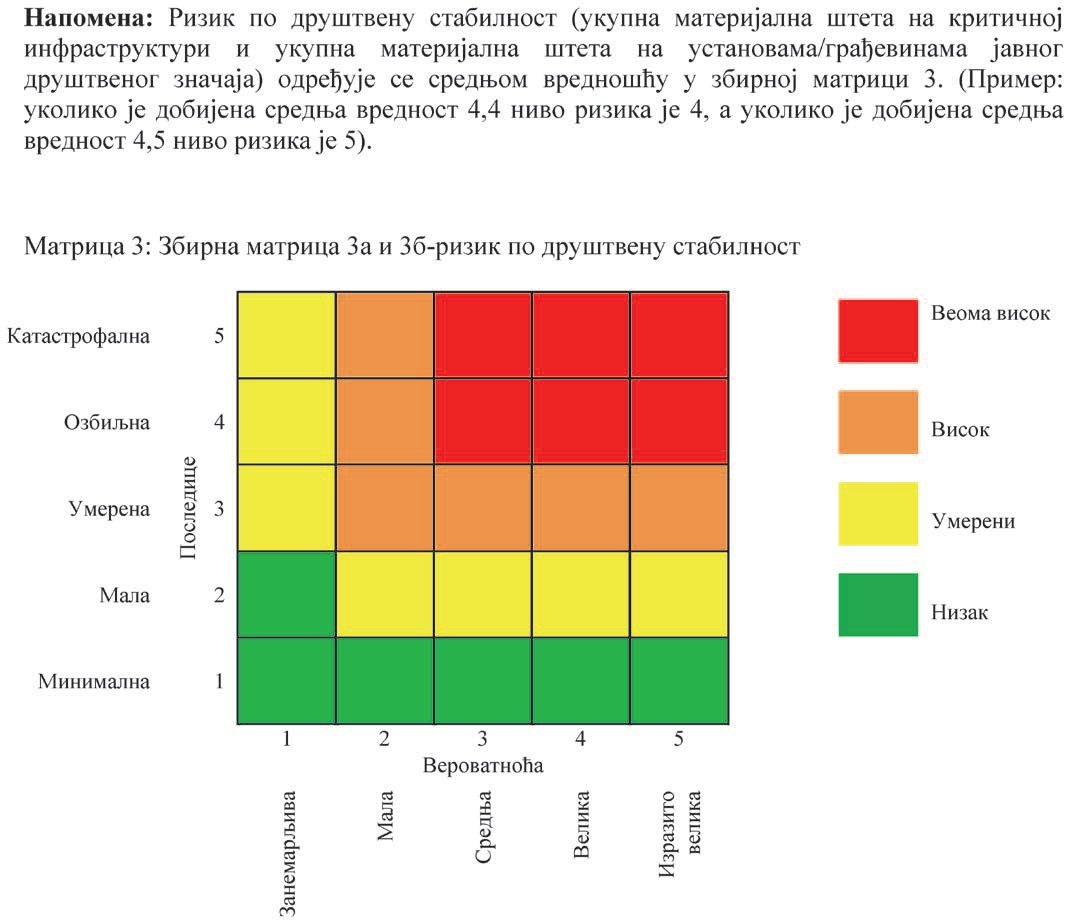 Напомена: Ризик по друштвену стабилност (укупна материјална штета на критичној
инфраструктури и укупна материјална штета на установама/грађевинама јавног
друштвеног значаја) одређује се средњом вредношћу у збирној матрици 3. (Пример:
уколико је добијена средња вредност 4,4 ниво ризика је 4, а уколико је добијена средња
вредност 4,5 ниво ризика је 5).
Матрица 3: Збирна матрица 3а и 3б-ризик по друштвену стабилност
Последице
Катастрофална 5
Озбиљна 4
Умерена 3
Мала 2
Минимална 1
1 2 3 4 5
Вероватноћа
Занемарљива
Мала
Средња
Велика
Изразито
велика
Веома висок
Висок
Умерени
Низак